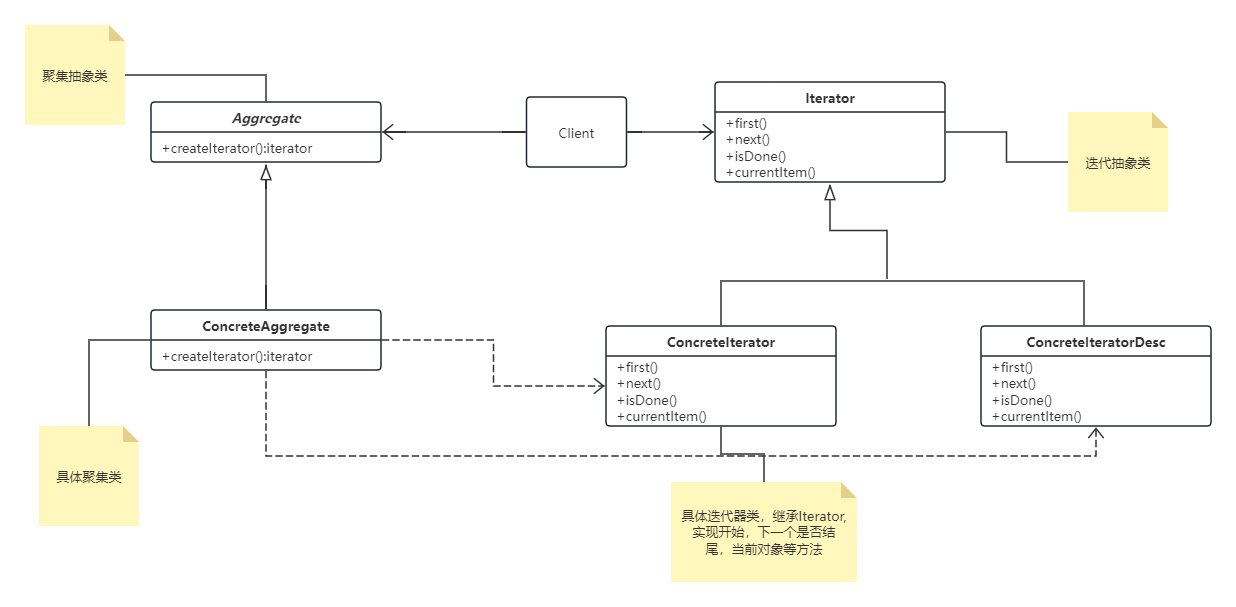 聚集抽象类
Aggregate
+createIterator():iterator
Client
Iterator
+first()
+next()
+isDone()
+currentItem()
迭代抽象类
ConcreteAggregate
+createIterator():iterator
ConcreteIterator
+first()
+next()
+isDone()
+currentItem()
ConcreteIteratorDesc
+first()
+next()
+isDone()
+currentItem()
具体聚集类
具体迭代器类，继承Iterator,
实现开始，下一个是否结
尾，当前对象等方法